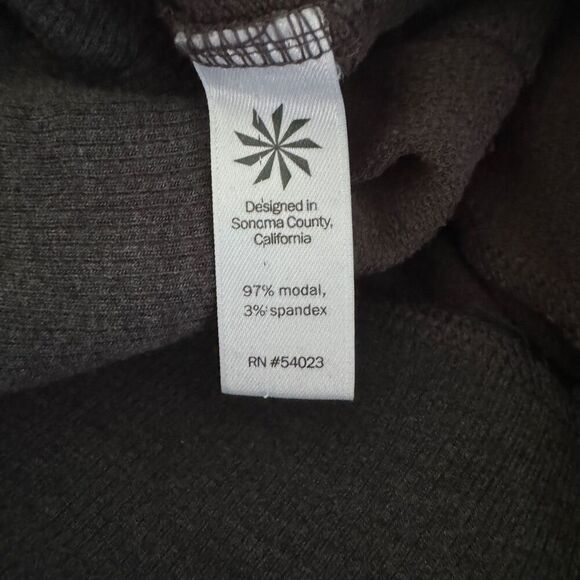 Designed in
Sonoma County,
California
97% modal,
3% spandex
RN #54023